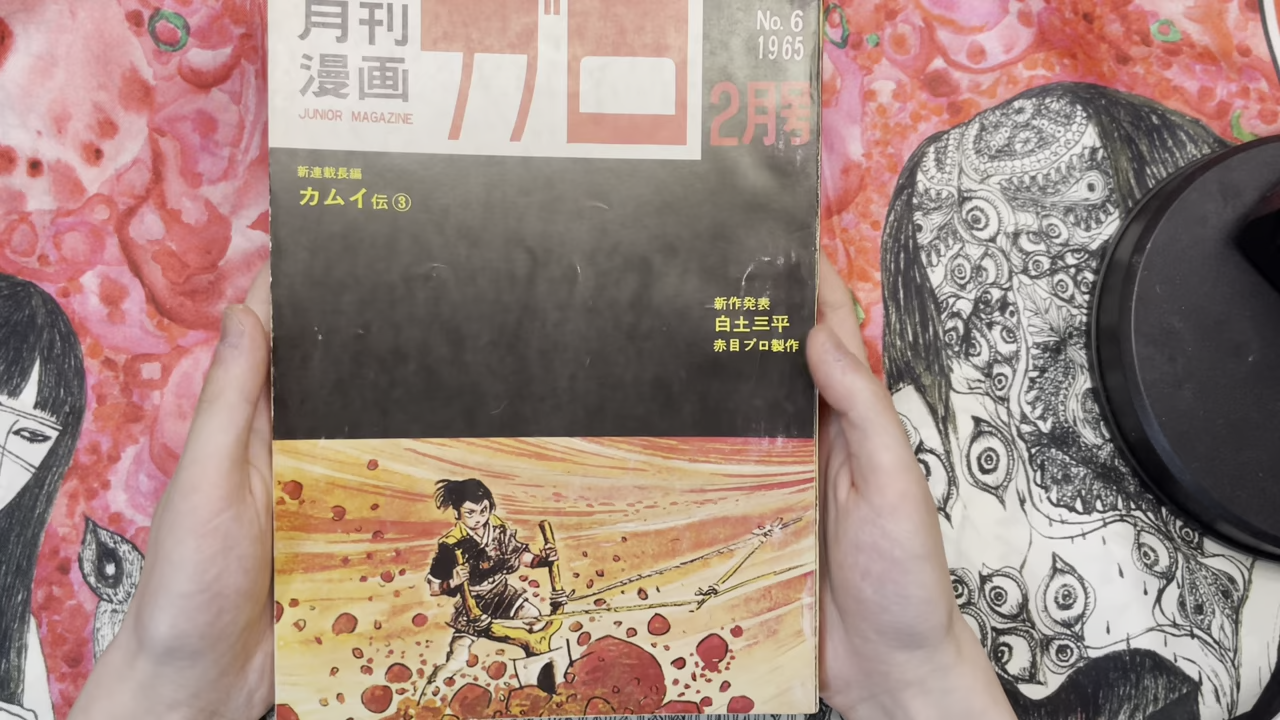 月刊
漫画
ガロ
JUNIOR MAGAZINE
No. 6
1965
2月号
新連載長編
カムイ伝③
新作発表
白土三平
赤目プロ製作